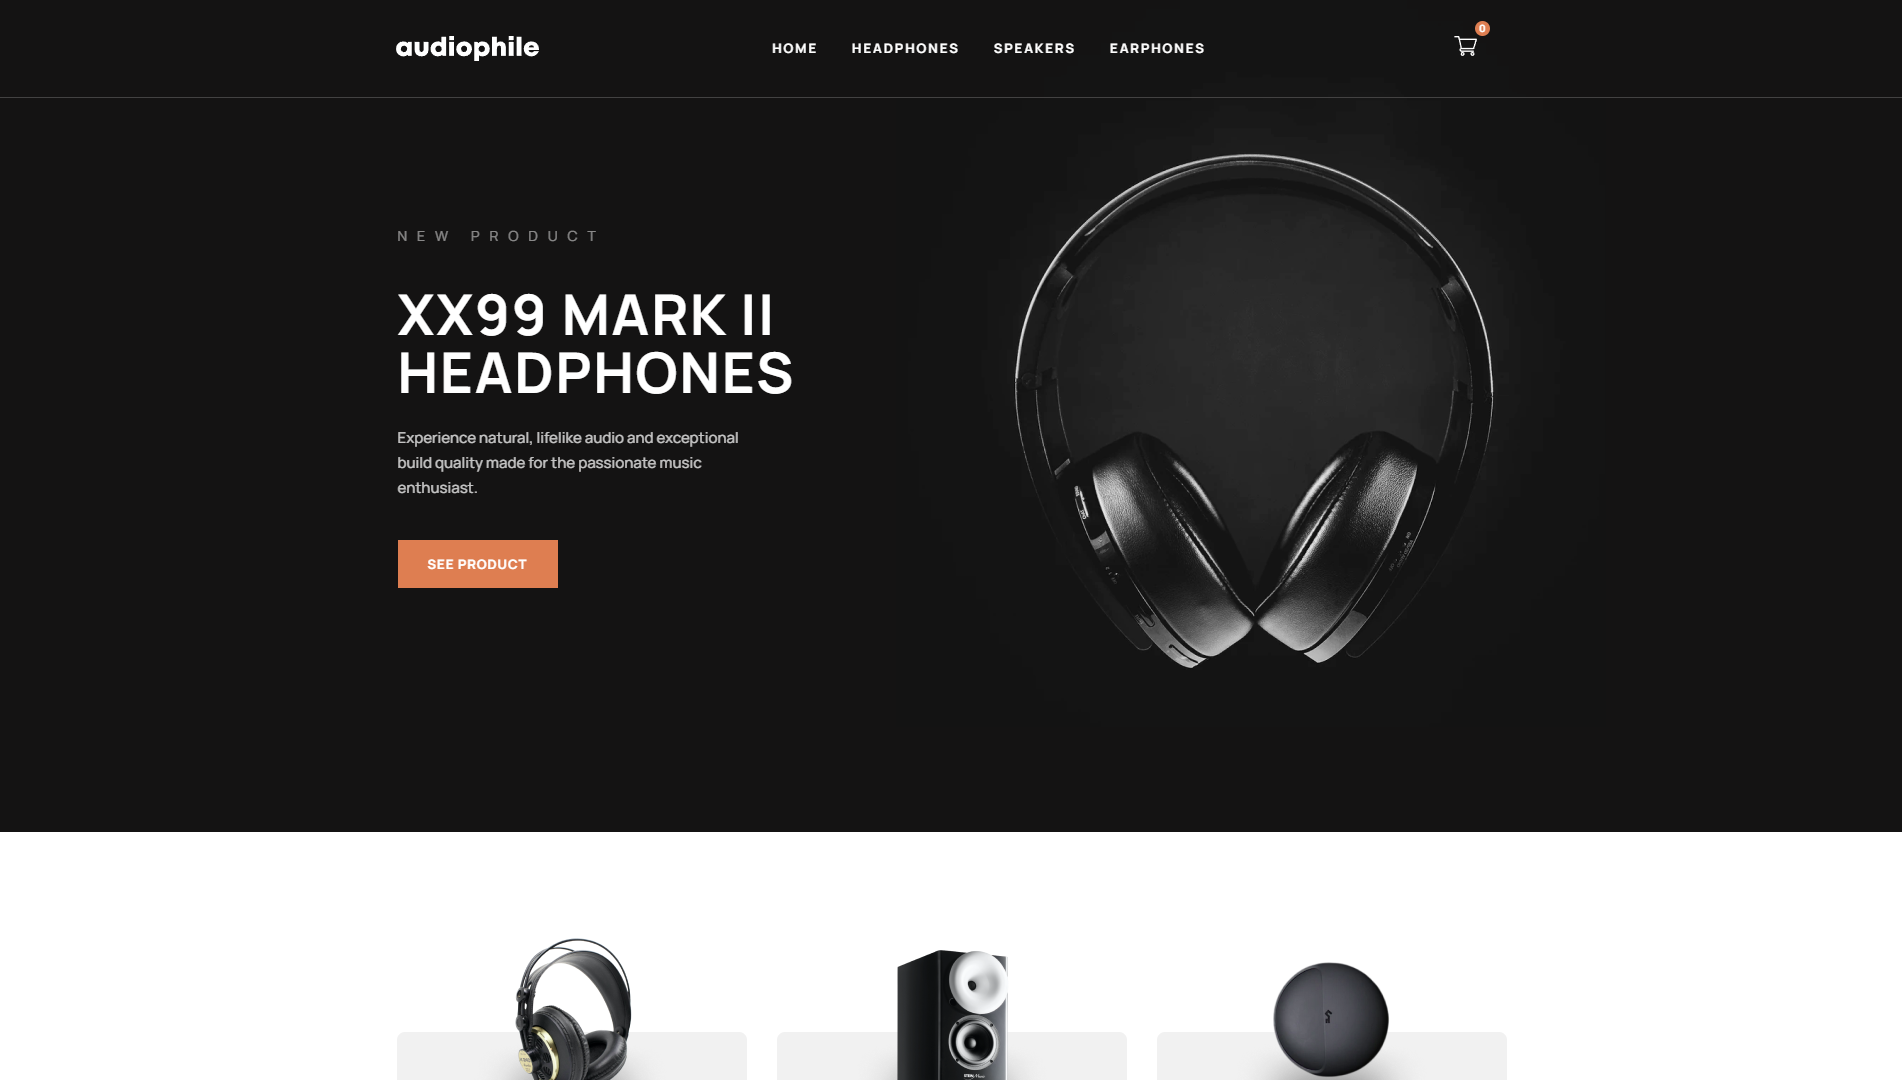 audiophile
HOME HEADPHONES SPEAKERS EARPHONES
0
NEW PRODUCT
XX99 MARK II
HEADPHONES
Experience natural, lifelike audio and exceptional
build quality made for the passionate music
enthusiast.
SEE PRODUCT